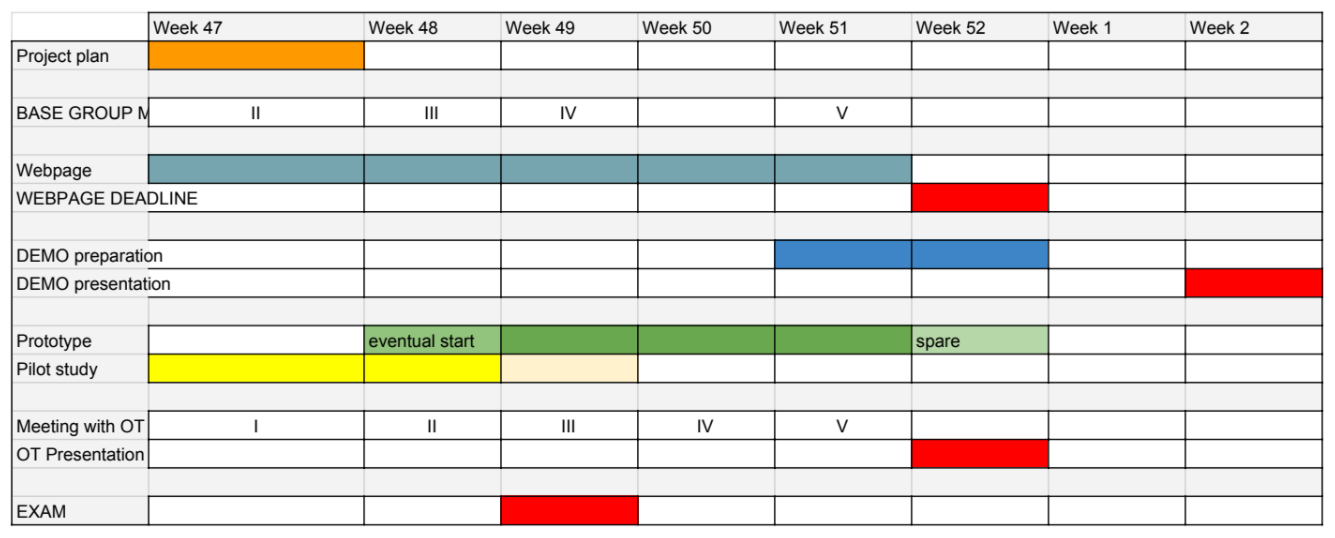 Week 47 Week 48 Week 49 Week 50 Week 51 Week 52 Week 1 Week 2
Project plan
BASE GROUP M II III IV V
Webpage
WEBPAGE DEADLINE
DEMO preparation
DEMO presentation
Prototype eventual start spare
Pilot study
Meeting with OT I II III IV V
OT Presentation
EXAM